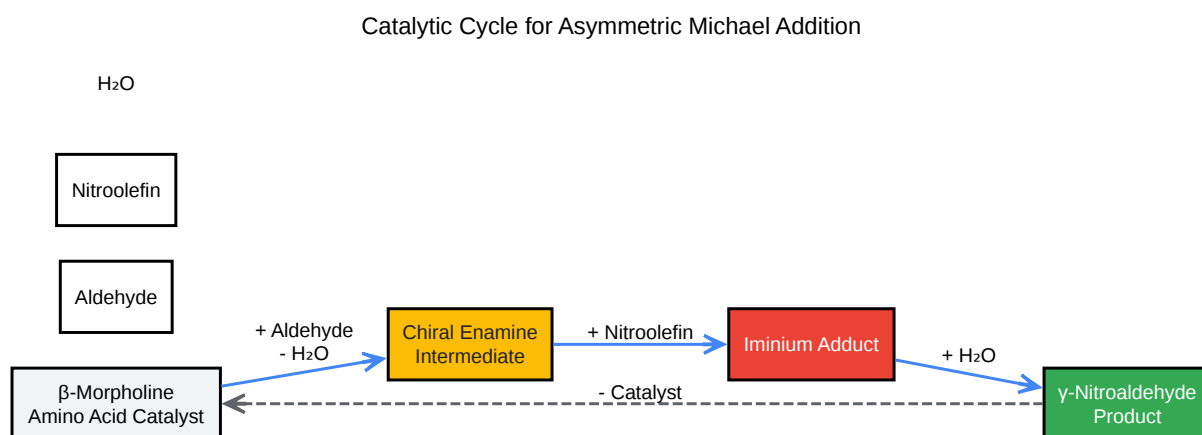 Catalytic Cycle for Asymmetric Michael Addition
H₂O
Nitroolefin
Aldehyde
β-Morpholine
Amino Acid Catalyst
+ Aldehyde
- H₂O
Chiral Enamine
Intermediate
+ Nitroolefin
Iminium Adduct
+ H₂O
- Catalyst
γ-Nitroaldehyde
Product